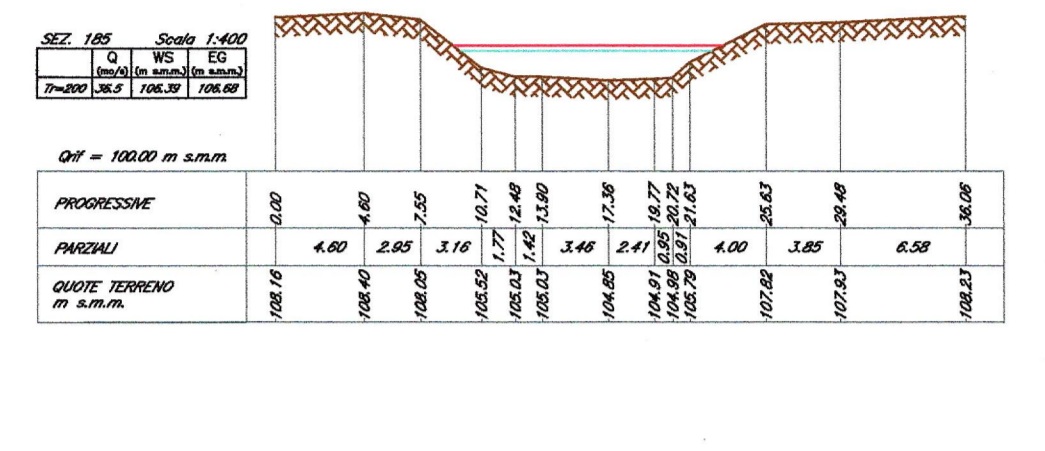 SEZ. 185 Scala 1:400
Q WS EG
(mc/s) (m s.m.m.) (m s.m.m.)
Tr=200 36.5 106.39 106.68
Qrif = 100.00 m s.m.m.
PROGRESSIVE 0.00 4.60 7.55 10.71 12.48 13.90 17.36 19.77 20.72 21.63 25.63 29.48 36.06
PARZIALI 4.60 2.95 3.16 1.77 1.42 3.46 2.41 0.95 0.91 4.00 3.85 6.58
QUOTE TERRENO
m s.m.m.
108.16 108.40 108.05 105.52 105.03 105.03 104.85 104.91 104.98 105.79 107.82 107.93 108.23